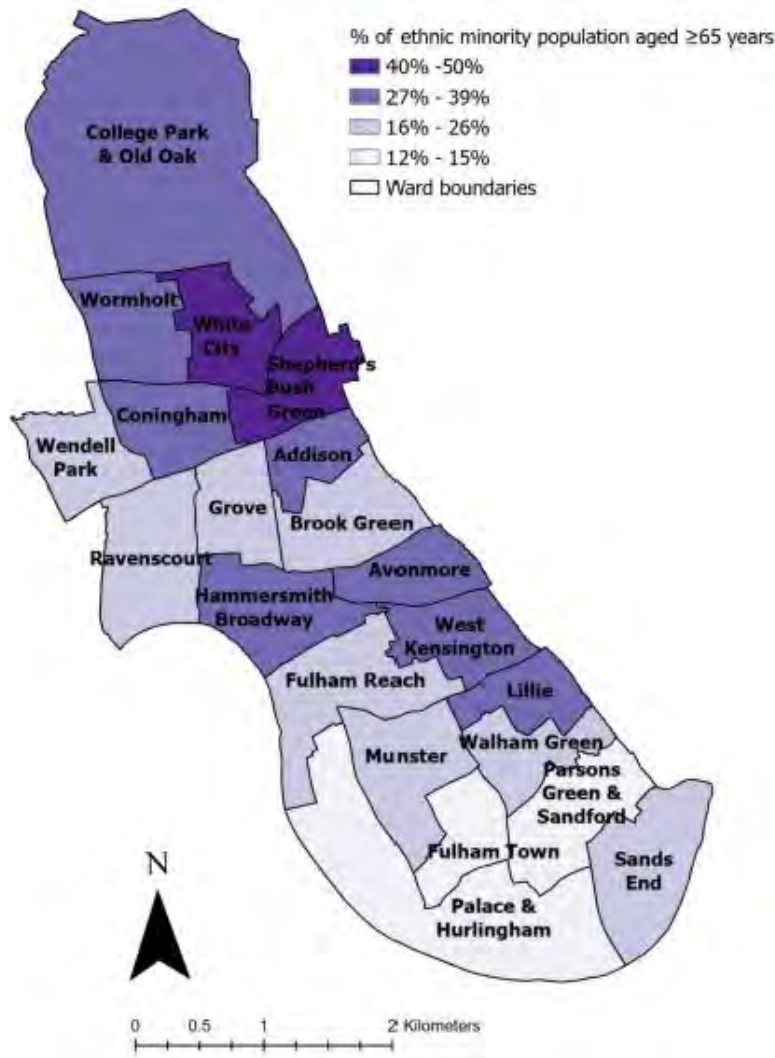 % of ethnic minority population aged ≥65 years
40% -50%
27% - 39%
16% - 26%
12% - 15%
Ward boundaries
College Park
& Old Oak
Wormholt
White
City
Shepherd's
Bush
Green
Coningham
Wendell
Park
Addison
Grove
Brook Green
Ravenscourt
Avonmore
Hammersmith
Broadway
West
Kensington
Fulham Reach
Lillie
Walham Green
Munster
Parsons
Green &
Sandford
Fulham Town
Sands
End
Palace &
Hurlingham
N
0 0.5 1 2 Kilometers